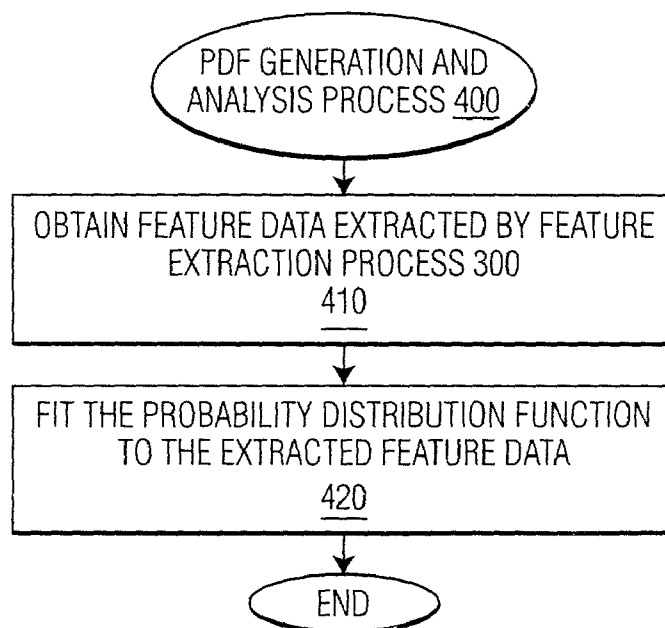 PDF GENERATION AND
ANALYSIS PROCESS 400
OBTAIN FEATURE DATA EXTRACTED BY FEATURE
EXTRACTION PROCESS 300
410
FIT THE PROBABILITY DISTRIBUTION FUNCTION
TO THE EXTRACTED FEATURE DATA
420
END